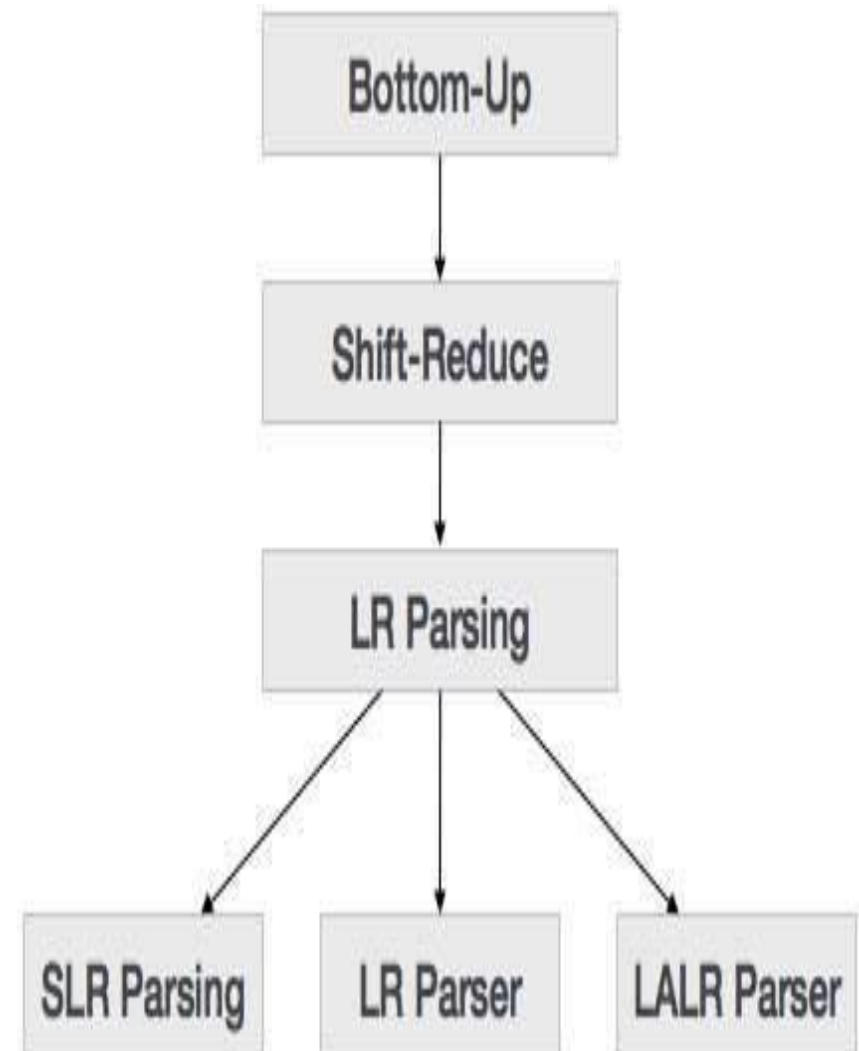 Bottom-Up
Shift-Reduce
LR Parsing
SLR Parsing
LR Parser
LALR Parser